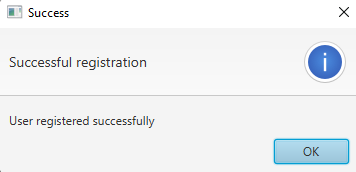 Success
Successful registration
User registered successfully
OK